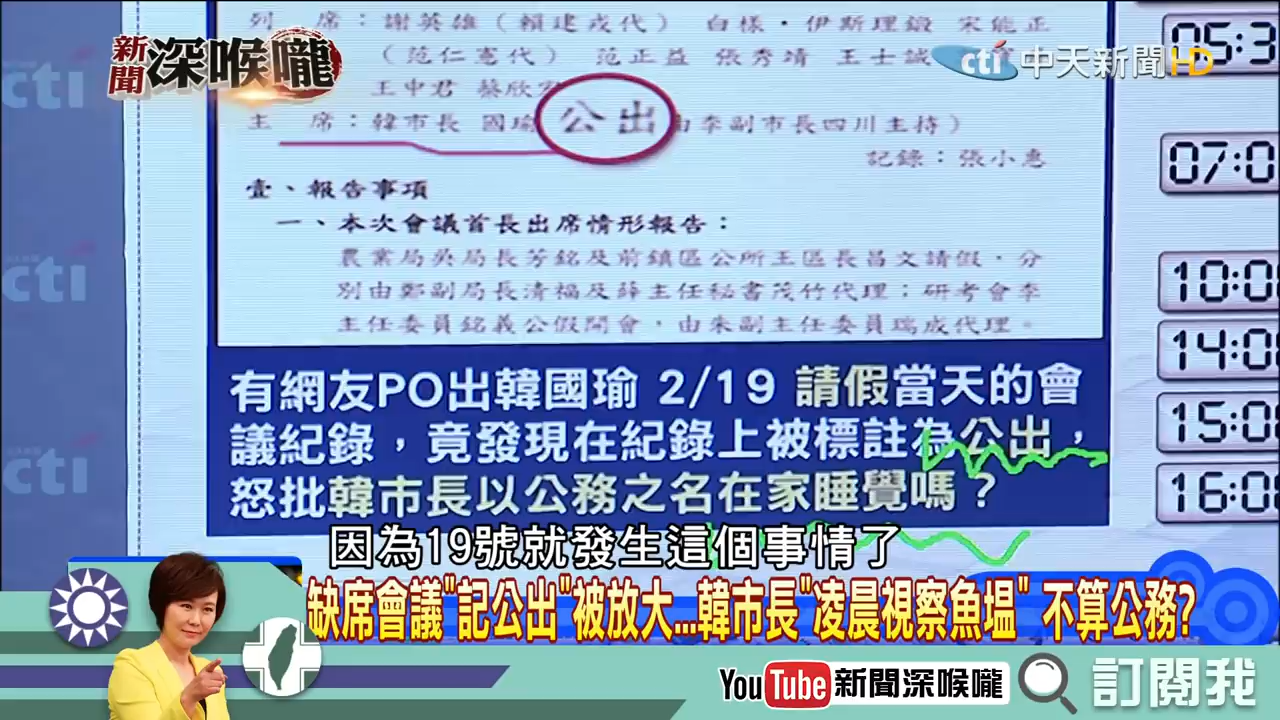 列 席：謝英雄（賴建戎代） 白樣·伊斯理鍛 宋能正
（范仁憲代） 范正益 張秀靖 王士誠
王中君 蔡欣宏
主 席：韓市長 國瑜 公出 由李副市長四川主持）
記錄：張小惠
壹、報告事項
一、本次會議首長出席情形報告：
農業局吳局長芳銘及前鎮區公所王區長昌文請假，分
別由鄭副局長清福及薛主任秘書茂竹代理；研考會李
主任委員銘義公假開會，由朱副主任委員瑞成代理。
新聞深喉嚨
cti 中天新聞HD
05:3
07:0
10:0
14:0
15:0
16:0
cti
cti
cti
有網友PO出韓國瑜 2/19 請假當天的會
議紀錄，竟發現在紀錄上被標註為公出，
怒批韓市長以公務之名在家睡覺嗎？
因為19號就發生這個事情了
缺席會議"記公出"被放大...韓市長"凌晨視察魚塭" 不算公務?
YouTube 新聞深喉嚨 訂閱我